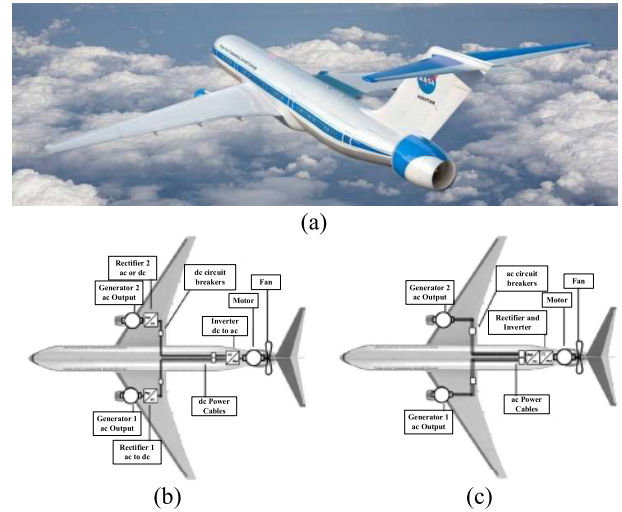 NASA
(a)
Rectifier 2
ac or dc
Generator 2
ac Output
dc circuit
breakers
Fan
Motor
Inverter
dc to ac
dc Power
Cables
Generator 1
ac Output
Rectifier 1
ac to dc
(b)
Generator 2
ac Output
ac circuit
breakers
Fan
Motor
Rectifier and
Inverter
ac Power
Cables
Generator 1
ac Output
(c)